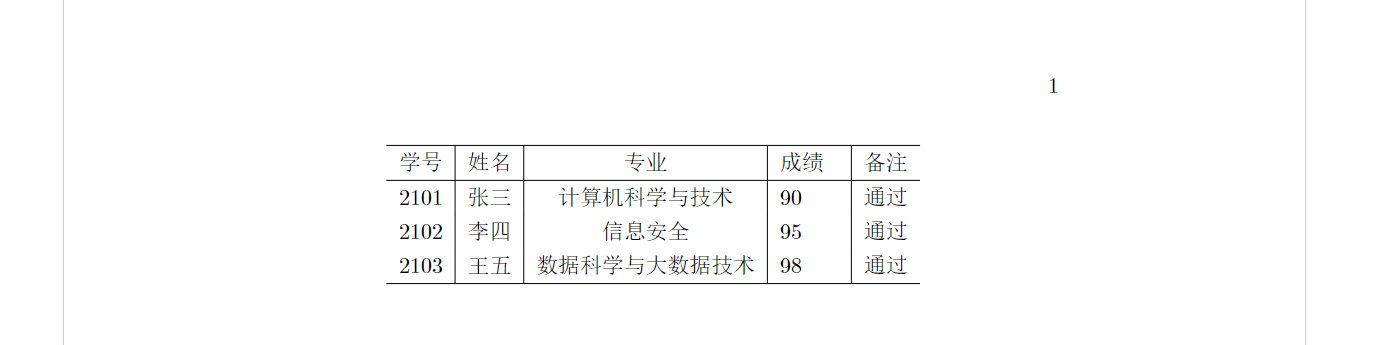 1
学号 姓名 专业 成绩 备注
2101 张三 计算机科学与技术 90 通过
2102 李四 信息安全 95 通过
2103 王五 数据科学与大数据技术 98 通过